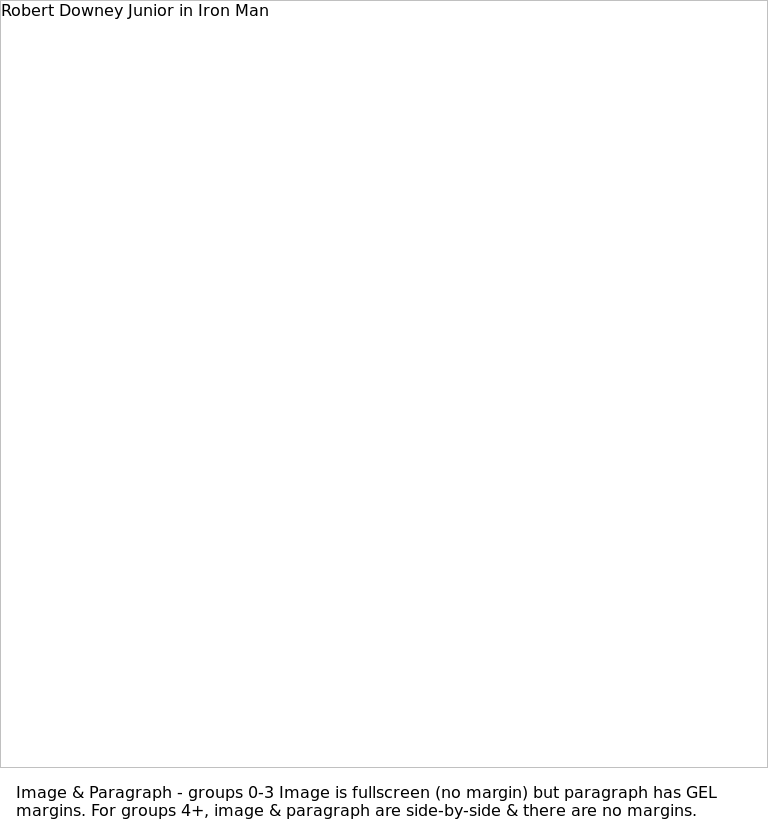 Robert Downey Junior in Iron Man
Image & Paragraph - groups 0-3 Image is fullscreen (no margin) but paragraph has GEL
margins. For groups 4+, image & paragraph are side-by-side & there are no margins.